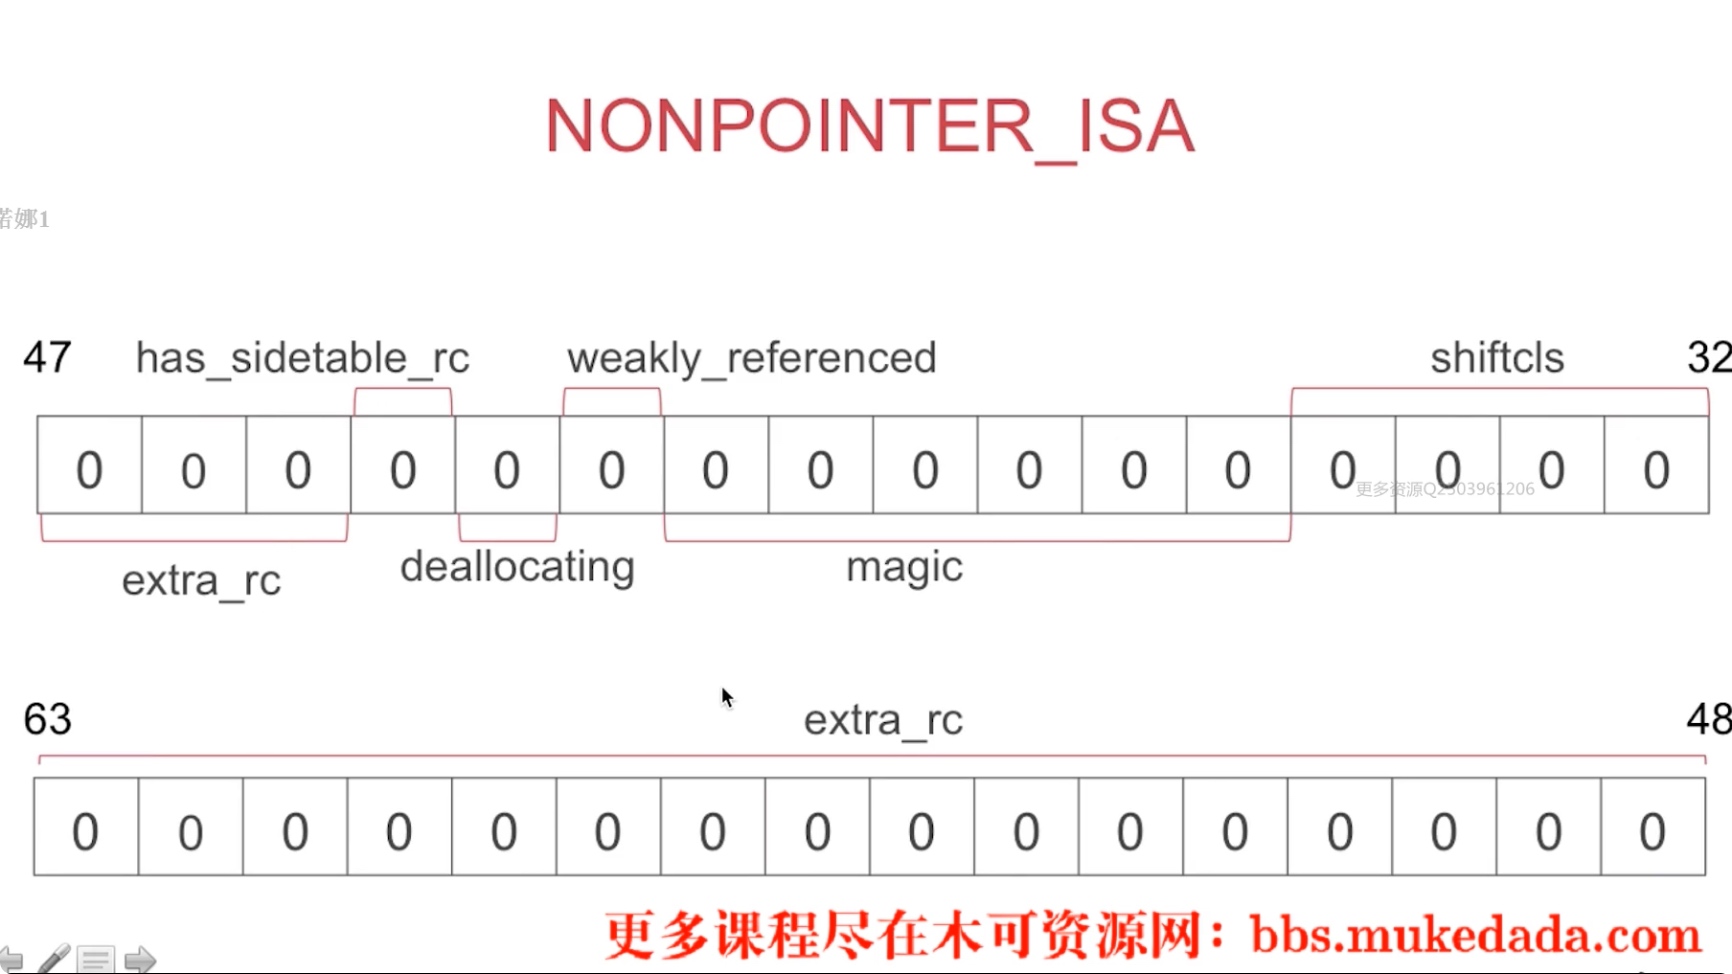 NONPOINTER_ISA
诺娜1
47 has_sidetable_rc weakly_referenced shiftcls 32
0 0 0 0 0 0 0 0 0 0 0 0 0 0 0 0
更多资源Q2503961206
extra_rc deallocating magic
63 extra_rc 48
0 0 0 0 0 0 0 0 0 0 0 0 0 0 0 0
更多课程尽在木可资源网：bbs.mukedada.com